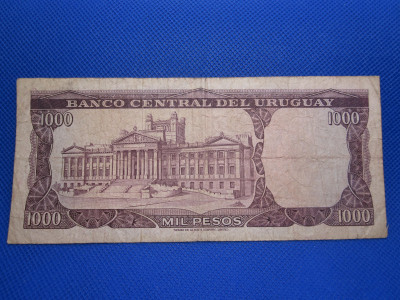 BANCO CENTRAL DEL URUGUAY
1000 1000
1000 MIL PESOS 1000